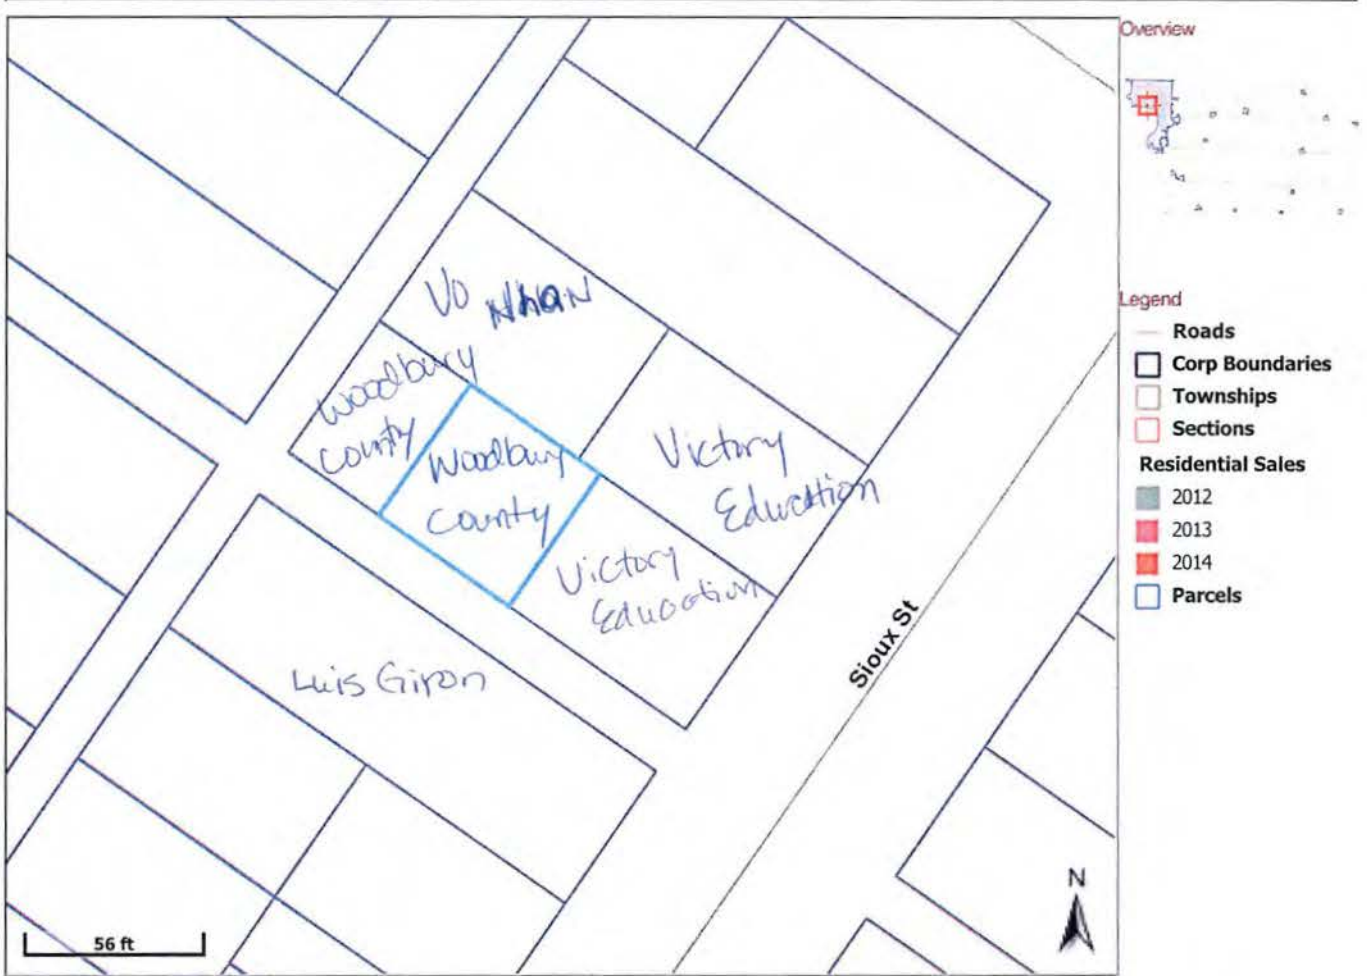 Overview
Legend
Roads
Corp Boundaries
Townships
Sections
Residential Sales
2012
2013
2014
Parcels
Vo NhaN
Woodbury
County
Woodbury
County
Victory
Education
Victory
Education
Luis Giron
Sioux St
N
56 ft